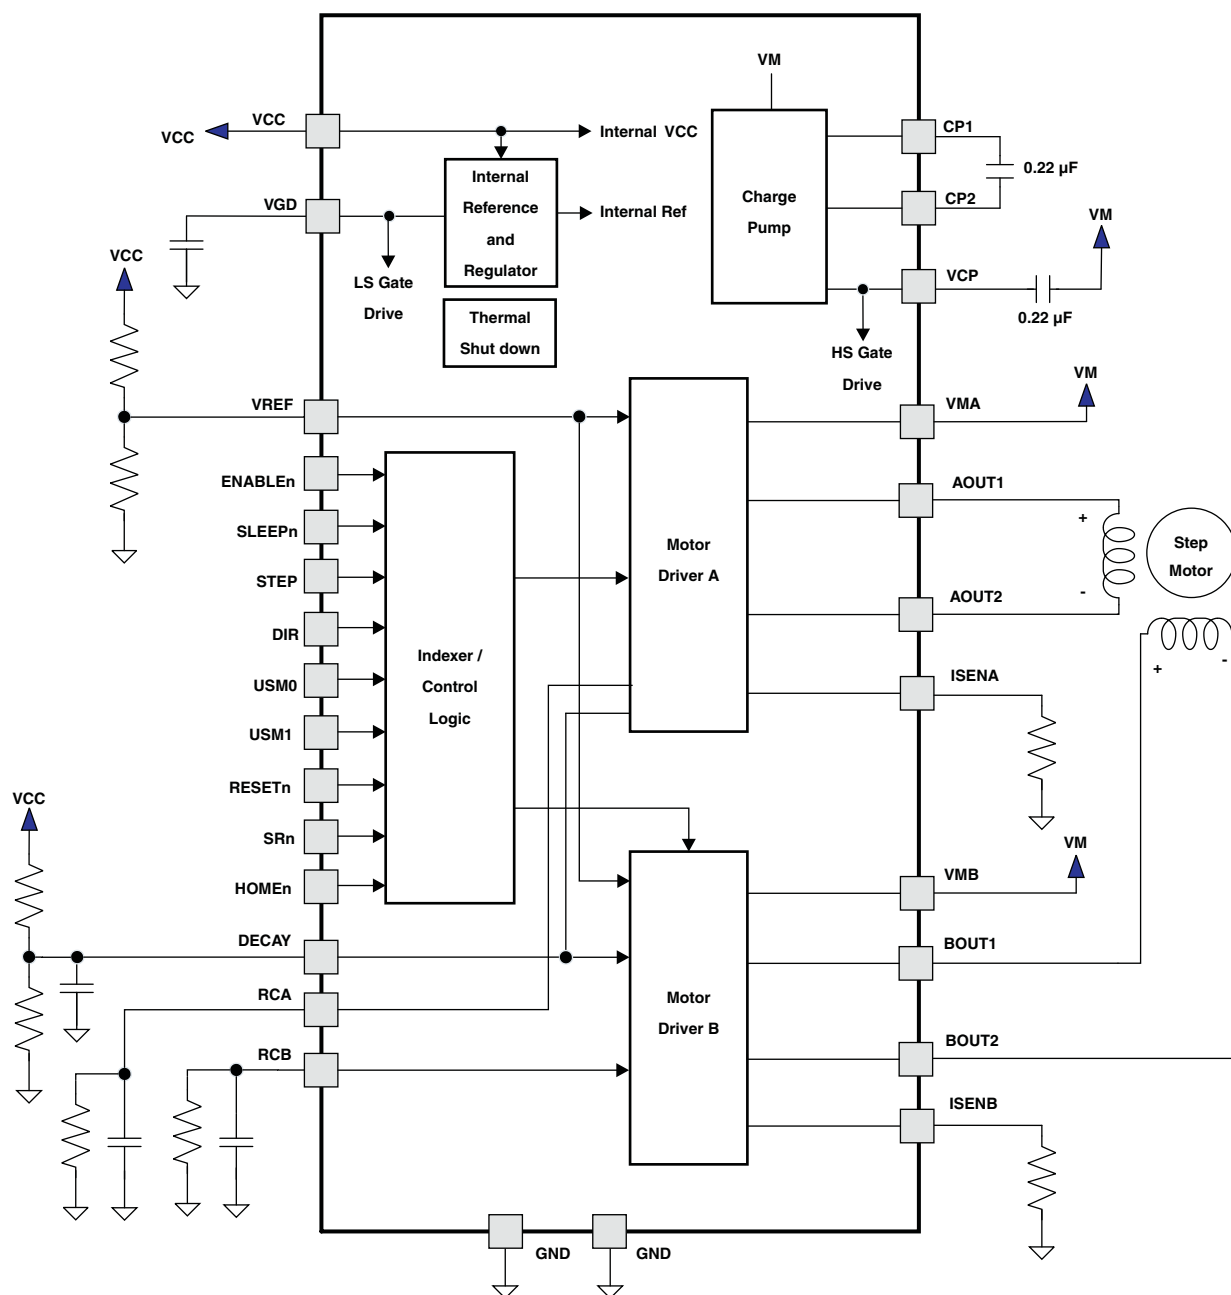 VM
VCC
VCC
Internal VCC
CP1
Internal
Reference
and
Regulator
0.22 µF
Charge
Pump
CP2
VGD
Internal Ref
VM
VCC
LS Gate
Drive
VCP
0.22 µF
Thermal
Shut down
HS Gate
Drive
VM
VREF
VMA
ENABLEn
AOUT1
SLEEPn
+
Step
Motor
Motor
Driver A
STEP
-
AOUT2
DIR
Indexer /
Control
Logic
+
-
USM0
ISENA
USM1
RESETn
VCC
SRn
VM
HOMEn
VMB
DECAY
BOUT1
RCA
Motor
Driver B
RCB
BOUT2
ISENB
GND
GND